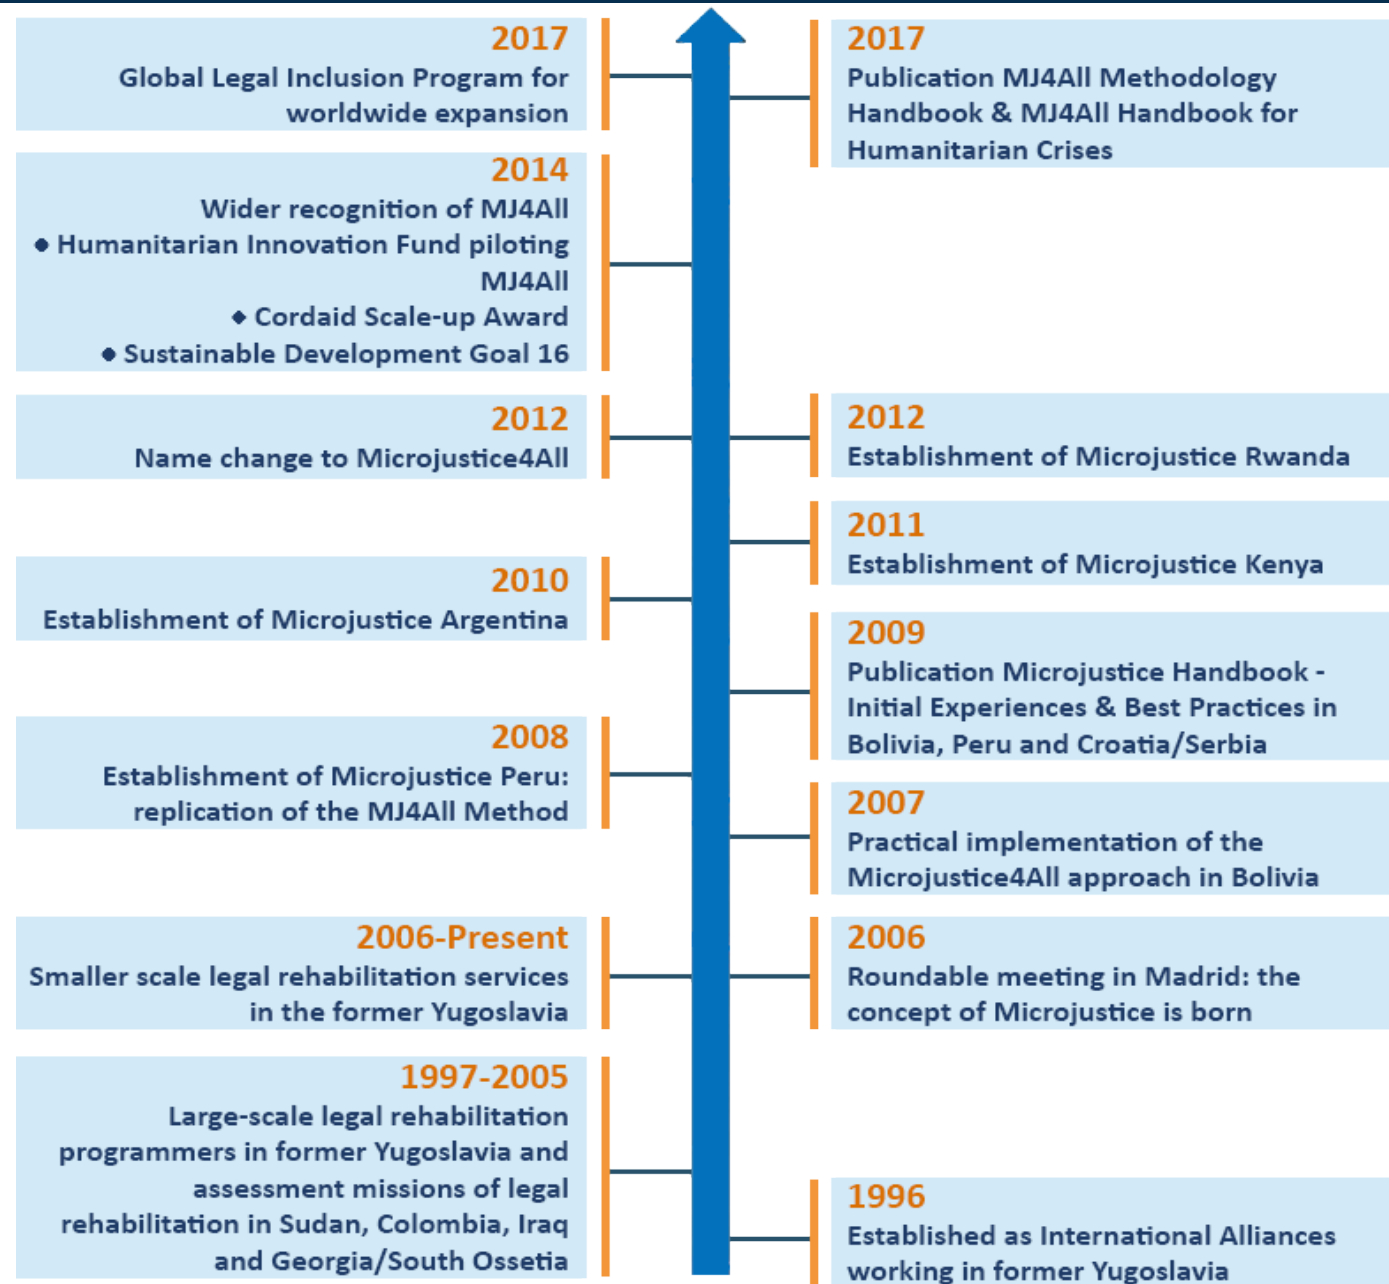 2017
Global Legal Inclusion Program for
worldwide expansion
2017
Publication MJ4All Methodology
Handbook & MJ4All Handbook for
Humanitarian Crises
2014
Wider recognition of MJ4All
● Humanitarian Innovation Fund piloting
MJ4All
◆ Cordaid Scale-up Award
● Sustainable Development Goal 16
2012
Name change to Microjustice4All
2012
Establishment of Microjustice Rwanda
2011
Establishment of Microjustice Kenya
2010
Establishment of Microjustice Argentina
2009
Publication Microjustice Handbook -
Initial Experiences & Best Practices in
Bolivia, Peru and Croatia/Serbia
2008
Establishment of Microjustice Peru:
replication of the MJ4All Method
2007
Practical implementation of the
Microjustice4All approach in Bolivia
2006-Present
Smaller scale legal rehabilitation services
in the former Yugoslavia
2006
Roundable meeting in Madrid: the
concept of Microjustice is born
1997-2005
Large-scale legal rehabilitation
programmers in former Yugoslavia and
assessment missions of legal
rehabilitation in Sudan, Colombia, Iraq
and Georgia/South Ossetia
1996
Established as International Alliances
working in former Yugoslavia